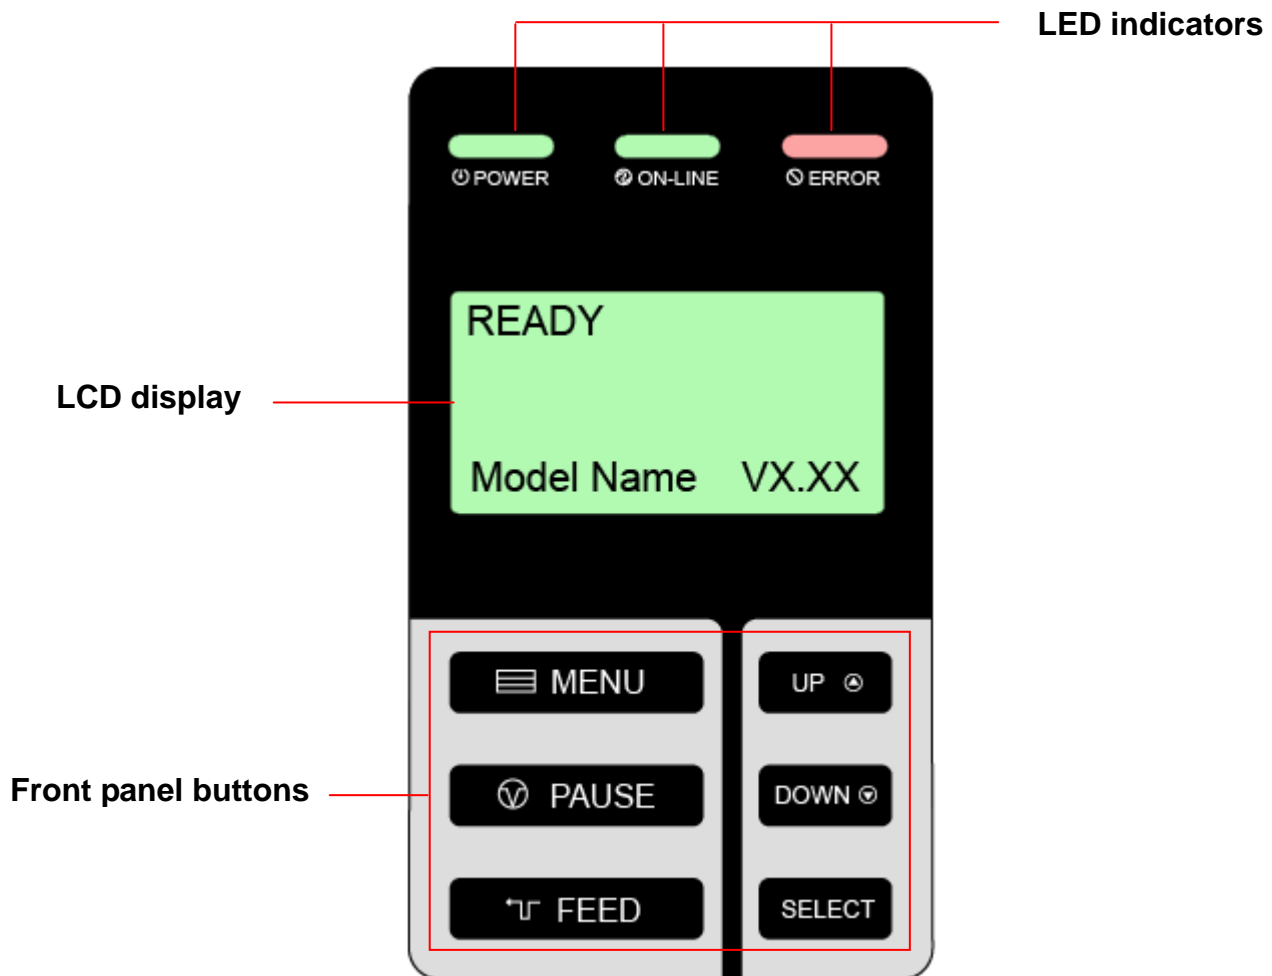 LED indicators
POWER
ON-LINE
ERROR
READY
LCD display
Model Name VX.XX
MENU
UP
Front panel buttons
PAUSE
DOWN
FEED
SELECT